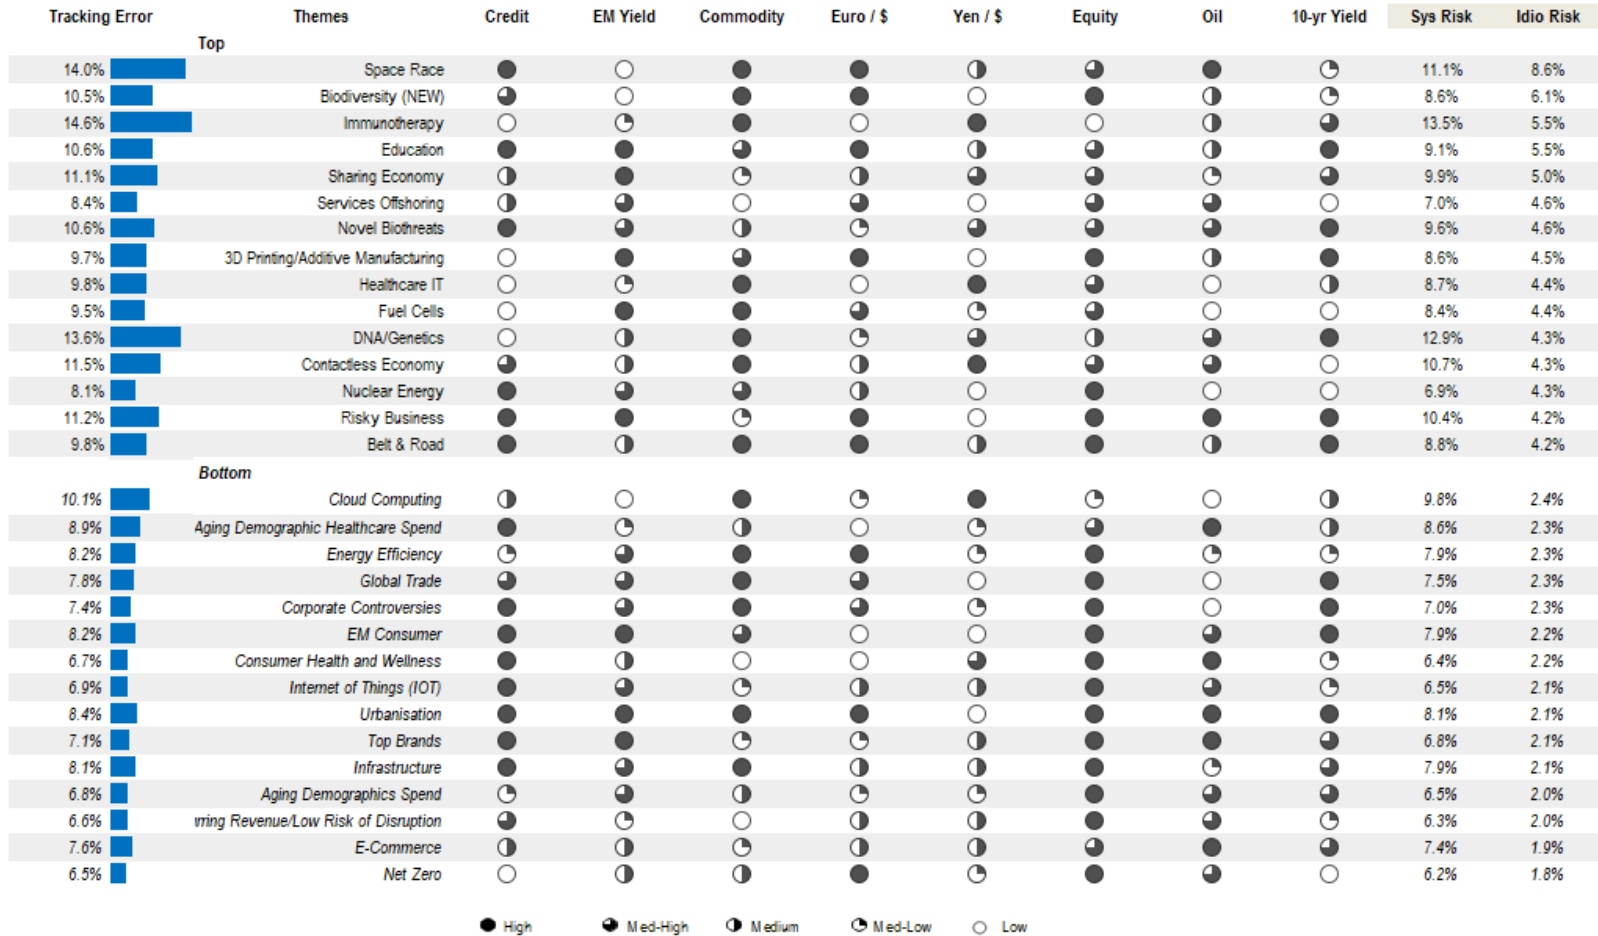 Tracking Error Themes Credit EM Yield Commodity Euro / $ Yen / $ Equity Oil 10-yr Yield Sys Risk Idio Risk
Top
14.0% Space Race 11.1% 8.6%
10.5% Biodiversity (NEW) 8.6% 6.1%
14.6% Immunotherapy 13.5% 5.5%
10.6% Education 9.1% 5.5%
11.1% Sharing Economy 9.9% 5.0%
8.4% Services Offshoring 7.0% 4.6%
10.6% Novel Biothreats 9.6% 4.6%
9.7% 3D Printing/Additive Manufacturing 8.6% 4.5%
9.8% Healthcare IT 8.7% 4.4%
9.5% Fuel Cells 8.4% 4.4%
13.6% DNA/Genetics 12.9% 4.3%
11.5% Contactless Economy 10.7% 4.3%
8.1% Nuclear Energy 6.9% 4.3%
11.2% Risky Business 10.4% 4.2%
9.8% Belt & Road 8.8% 4.2%
Bottom
10.1% Cloud Computing 9.8% 2.4%
8.9% Aging Demographic Healthcare Spend 8.6% 2.3%
8.2% Energy Efficiency 7.9% 2.3%
7.8% Global Trade 7.5% 2.3%
7.4% Corporate Controversies 7.0% 2.3%
8.2% EM Consumer 7.9% 2.2%
6.7% Consumer Health and Wellness 6.4% 2.2%
6.9% Internet of Things (IOT) 6.5% 2.1%
8.4% Urbanisation 8.1% 2.1%
7.1% Top Brands 6.8% 2.1%
8.1% Infrastructure 7.9% 2.1%
6.8% Aging Demographics Spend 6.5% 2.0%
6.6% rring Revenue/Low Risk of Disruption 6.3% 2.0%
7.6% E-Commerce 7.4% 1.9%
6.5% Net Zero 6.2% 1.8%
High Med-High Medium Med-Low Low